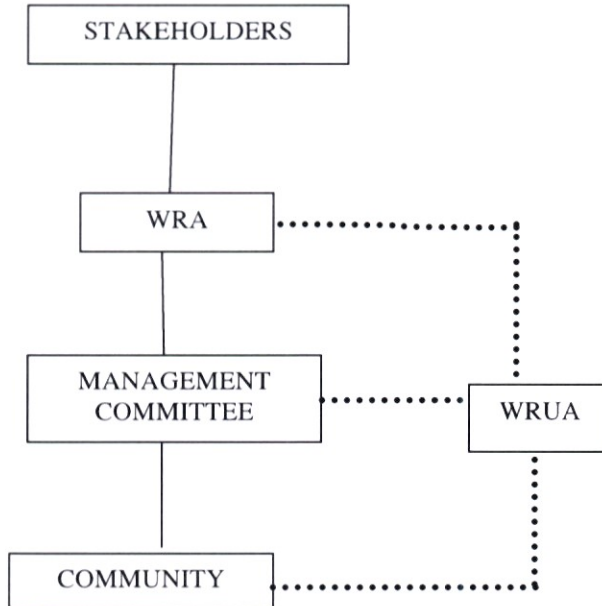 STAKEHOLDERS
WRA
MANAGEMENT
COMMITTEE
WRUA
COMMUNITY